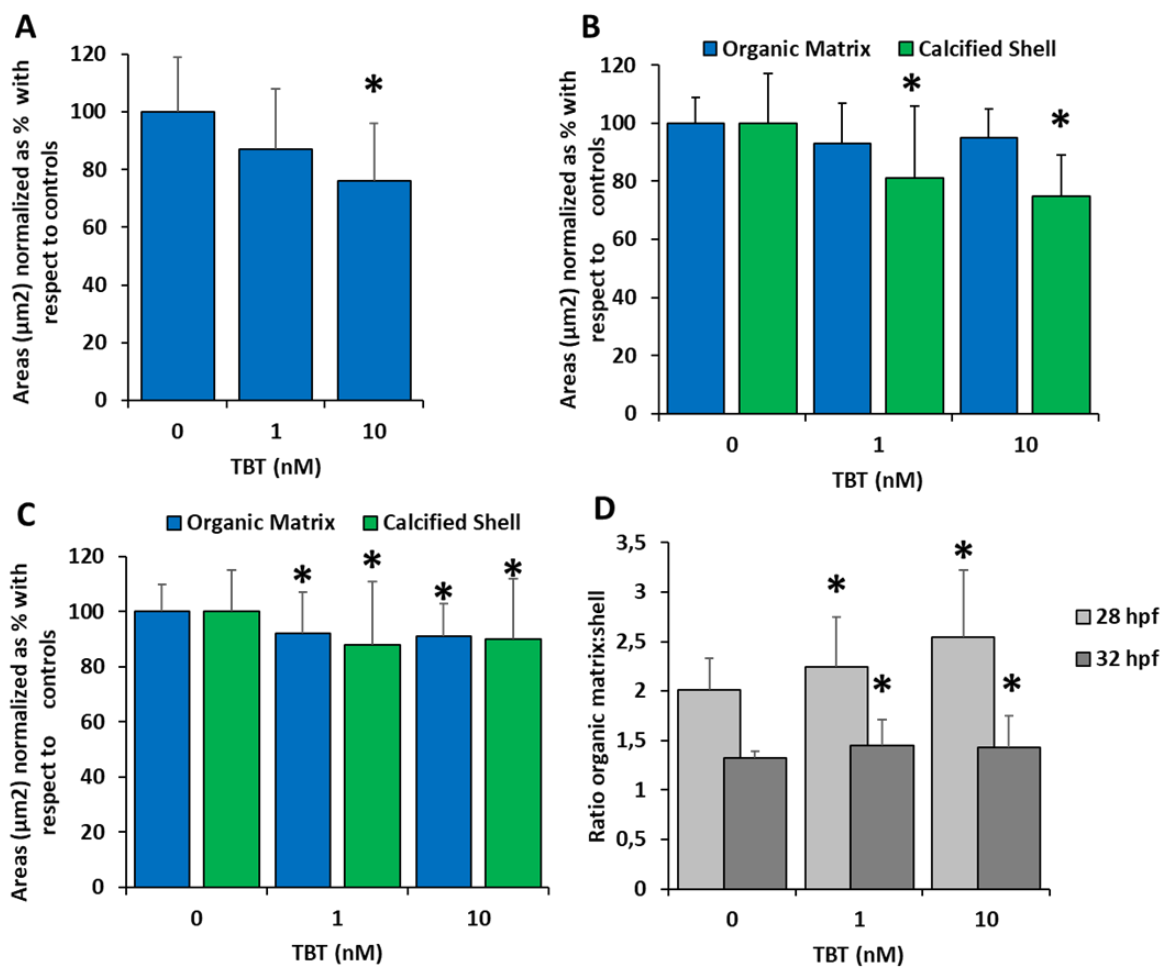 A
Areas (µm2) normalized as % with
respect to controls
120
100
80
60
40
20
0
*
0 1 10
TBT (nM)
B
Organic Matrix Calcified Shell
Areas (µm2) normalized as % with
respect to controls
120
100
80
60
40
20
0
* *
0 1 10
TBT (nM)
C
Organic Matrix Calcified Shell
Areas (µm2) normalized as % with
respect to controls
120
100
80
60
40
20
0
* * * *
0 1 10
TBT (nM)
D
Ratio organic matrix:shell
3,5
3
2,5
2
1,5
1
0,5
0
* * * *
28 hpf
32 hpf
0 1 10
TBT (nM)